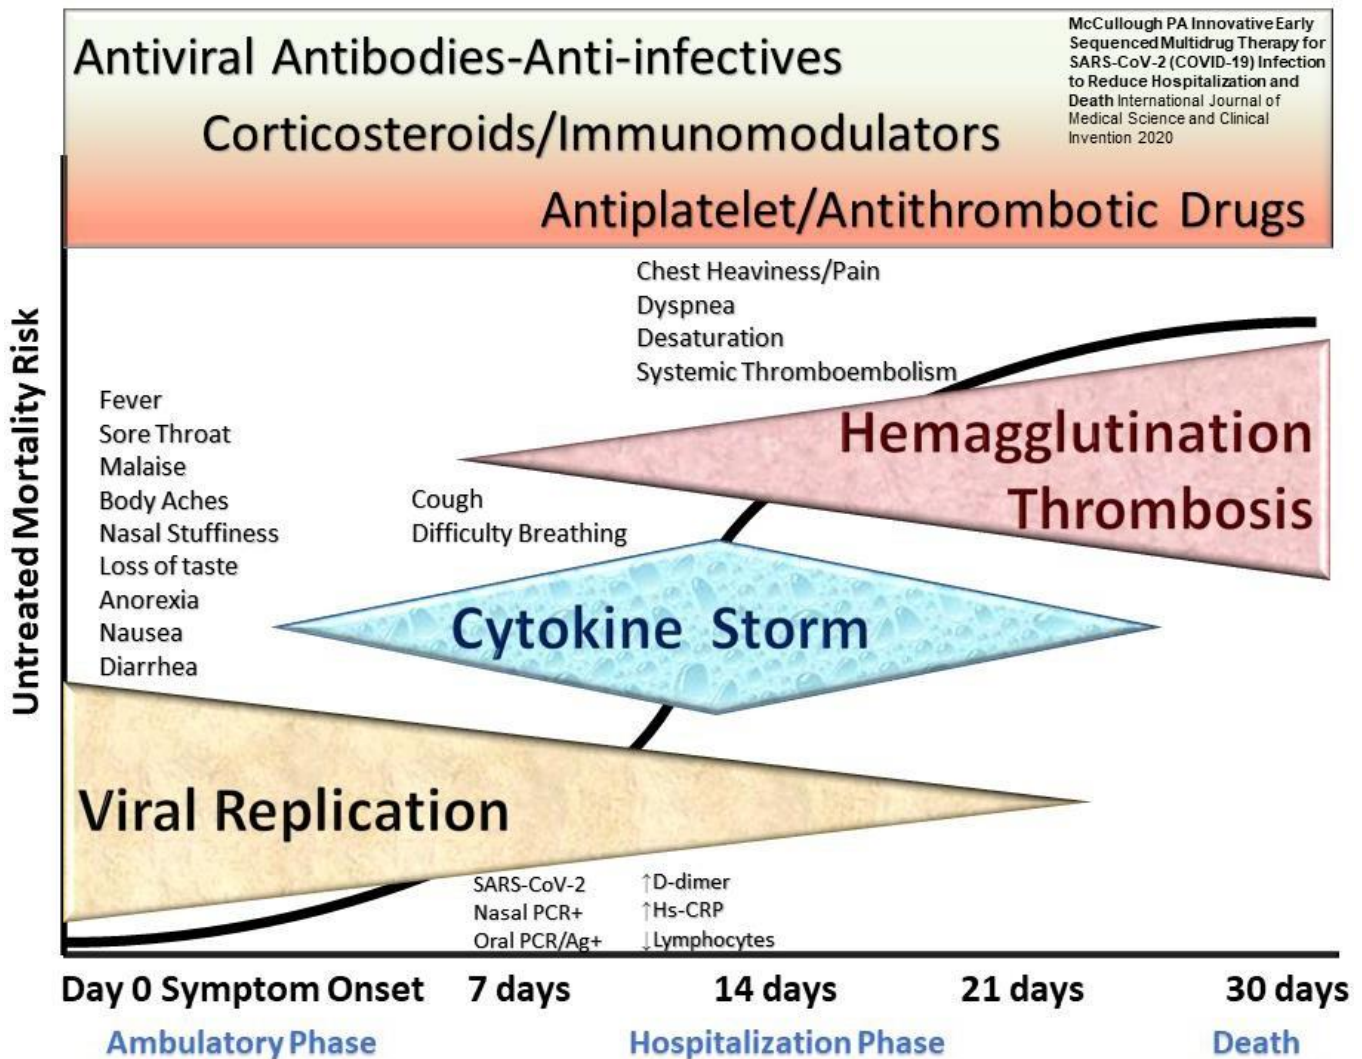 Antiviral Antibodies-Anti-infectives
Corticosteroids/Immunomodulators
Antiplatelet/Antithrombotic Drugs
McCullough PA Innovative Early
Sequenced Multidrug Therapy for
SARS-CoV-2 (COVID-19) Infection
to Reduce Hospitalization and
Death International Journal of
Medical Science and Clinical
Invention 2020
Untreated Mortality Risk
Chest Heaviness/Pain
Dyspnea
Desaturation
Systemic Thromboembolism
Fever
Sore Throat
Malaise
Body Aches
Nasal Stuffiness
Loss of taste
Anorexia
Nausea
Diarrhea
Cough
Difficulty Breathing
Hemagglutination
Thrombosis
Cytokine Storm
Viral Replication
SARS-CoV-2
Nasal PCR+
Oral PCR/Ag+
↑D-dimer
↑Hs-CRP
↓Lymphocytes
Day 0 Symptom Onset 7 days 14 days 21 days 30 days
Ambulatory Phase Hospitalization Phase Death